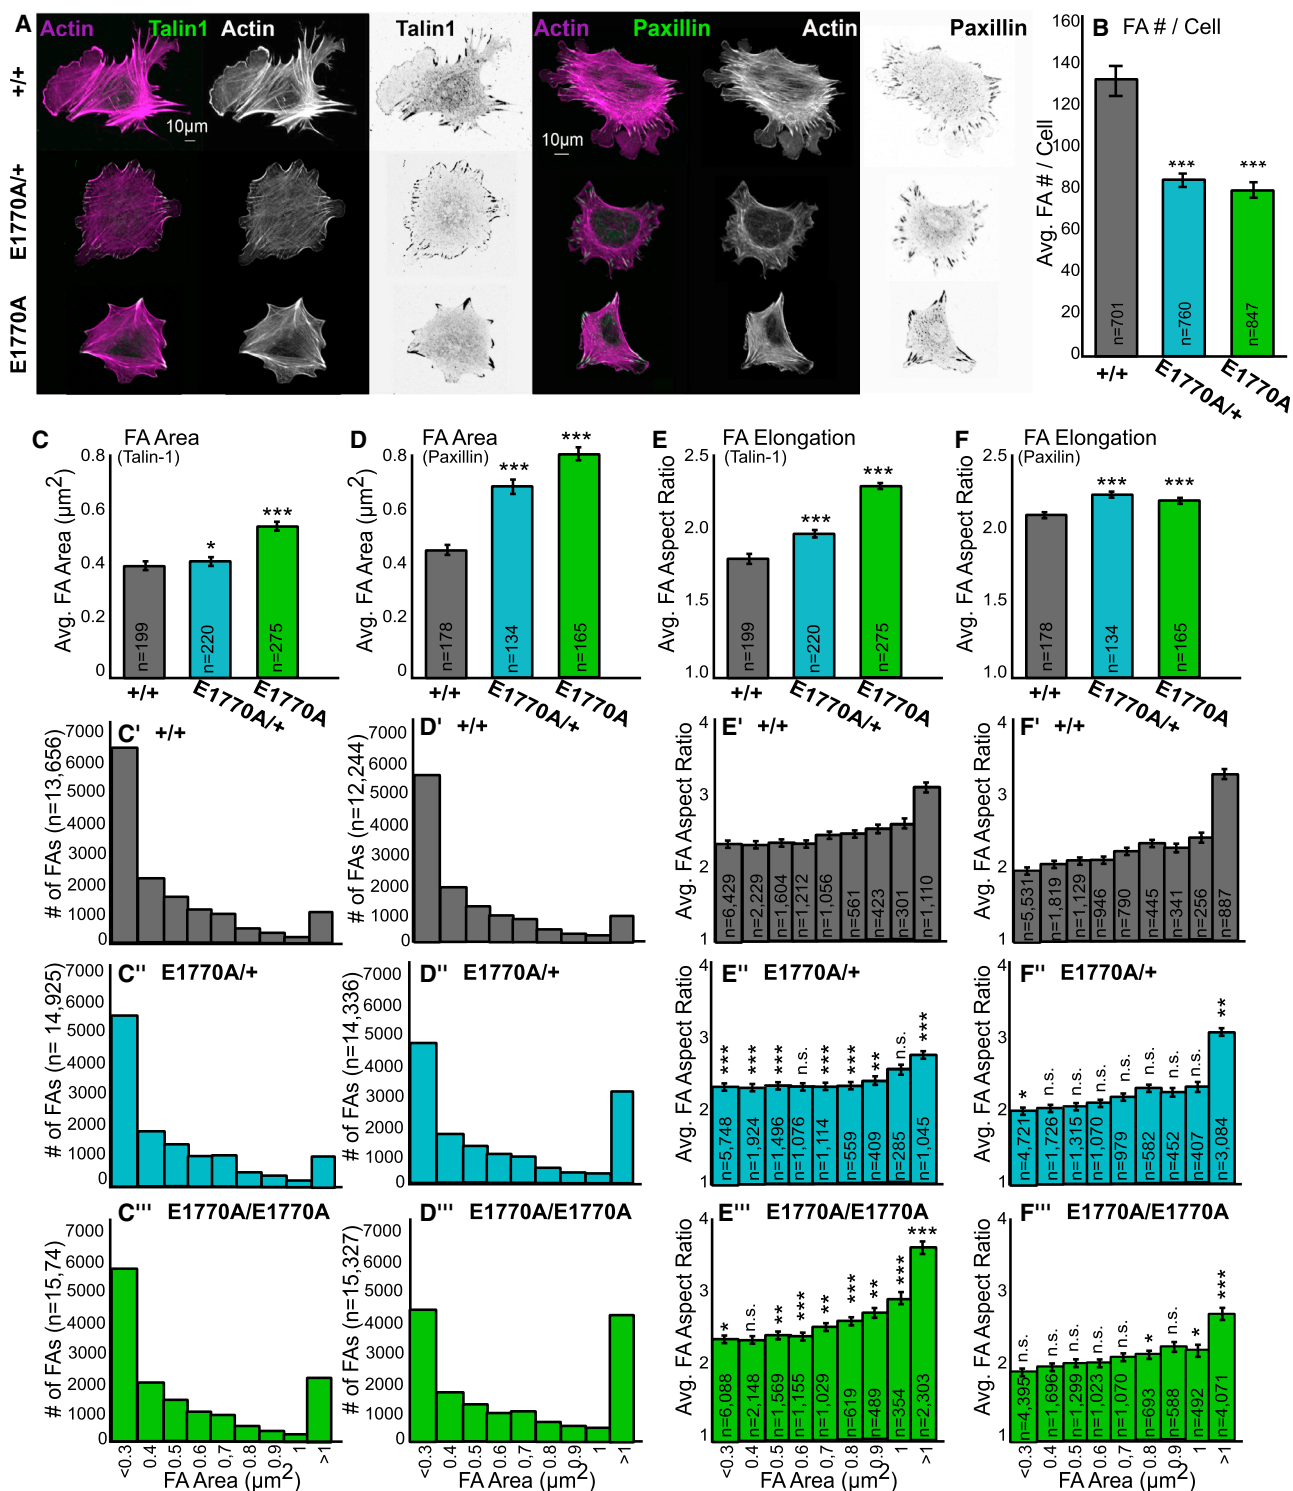 A
Actin Talin1 Actin Talin1 Actin Paxillin Actin Paxillin
+/+
10µm
10µm
E1770A/+
E1770A
B FA # / Cell
Avg. FA # / Cell
160
140
120
100
80
60
40
20
0
***
***
n=701
n=760
n=847
+/+
E1770A/+
E1770A
C FA Area
(Talin-1)
Avg. FA Area (µm2)
0.8
0.6
0.4
0.2
0
*
***
n=199
n=220
n=275
+/+
E1770A/+
E1770A
D FA Area
(Paxillin)
Avg. FA Area (µm2)
0.8
0.6
0.4
0.2
0
***
***
n=178
n=134
n=165
+/+
E1770A/+
E1770A
E FA Elongation
(Talin-1)
Avg. FA Aspect Ratio
2.5
2.0
1.5
1.0
***
***
n=199
n=220
n=275
+/+
E1770A/+
E1770A
F FA Elongation
(Paxilin)
Avg. FA Aspect Ratio
2.5
2.0
1.5
1.0
***
***
n=178
n=134
n=165
+/+
E1770A/+
E1770A
C' +/+
# of FAs (n=13,656)
7000
6000
5000
4000
3000
2000
1000
0
D' +/+
# of FAs (n=12,244)
7000
6000
5000
4000
3000
2000
1000
0
E' +/+
Avg. FA Aspect Ratio
4
3
2
1
n=6,429
n=2,229
n=1,604
n=1,212
n=1,056
n=561
n=423
n=301
n=1,110
F' +/+
Avg. FA Aspect Ratio
4
3
2
1
n=5,531
n=1,819
n=1,129
n=946
n=790
n=445
n=341
n=256
n=887
C'' E1770A/+
# of FAs (n= 14,925)
7000
6000
5000
4000
3000
2000
1000
0
D'' E1770A/+
# of FAs (n=14,336)
7000
6000
5000
4000
3000
2000
1000
0
E'' E1770A/+
Avg. FA Aspect Ratio
4
3
2
1
***
***
***
n.s.
***
***
**
n.s.
***
n=5,748
n=1,924
n=1,496
n=1,076
n=1,114
n=559
n=409
n=285
n=1,045
F'' E1770A/+
Avg. FA Aspect Ratio
4
3
2
1
*
n.s.
n.s.
n.s.
n.s.
n.s.
n.s.
n.s.
**
n=4,721
n=1,726
n=1,315
n=1,070
n=979
n=582
n=452
n=407
n=3,084
C''' E1770A/E1770A
# of FAs (n=15,74)
7000
6000
5000
4000
3000
2000
1000
0
<0.3 0.4 0.5 0.6 0,7 0.8 0.9 1 >1
FA Area (µm2)
D''' E1770A/E1770A
# of FAs (n=15,327)
7000
6000
5000
4000
3000
2000
1000
0
<0.3 0.4 0.5 0.6 0,7 0.8 0.9 1 >1
FA Area (µm2)
E''' E1770A/E1770A
Avg. FA Aspect Ratio
4
3
2
1
*
n.s.
**
***
**
***
**
***
***
n=6,088
n=2,148
n=1,569
n=1,155
n=1,029
n=619
n=489
n=354
n=2,303
<0.3 0.4 0.5 0.6 0,7 0.8 0.9 1 >1
FA Area (µm2)
F''' E1770A/E1770A
Avg. FA Aspect Ratio
4
3
2
1
n.s.
n.s.
n.s.
n.s.
n.s.
*
n.s.
*
***
n=4,395
n=1,696
n=1,299
n=1,023
n=1,070
n=693
n=588
n=492
n=4,071
<0.3 0.4 0.5 0.6 0,7 0.8 0.9 1 >1
FA Area (µm2)